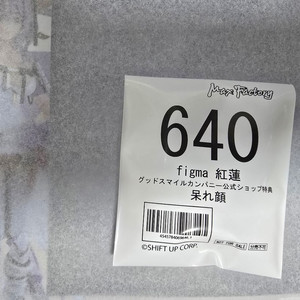 Max Factory
640
figma 紅蓮
グッドスマイルカンパニー公式ショップ特典
呆れ顔
©SHIFT UP CORP.